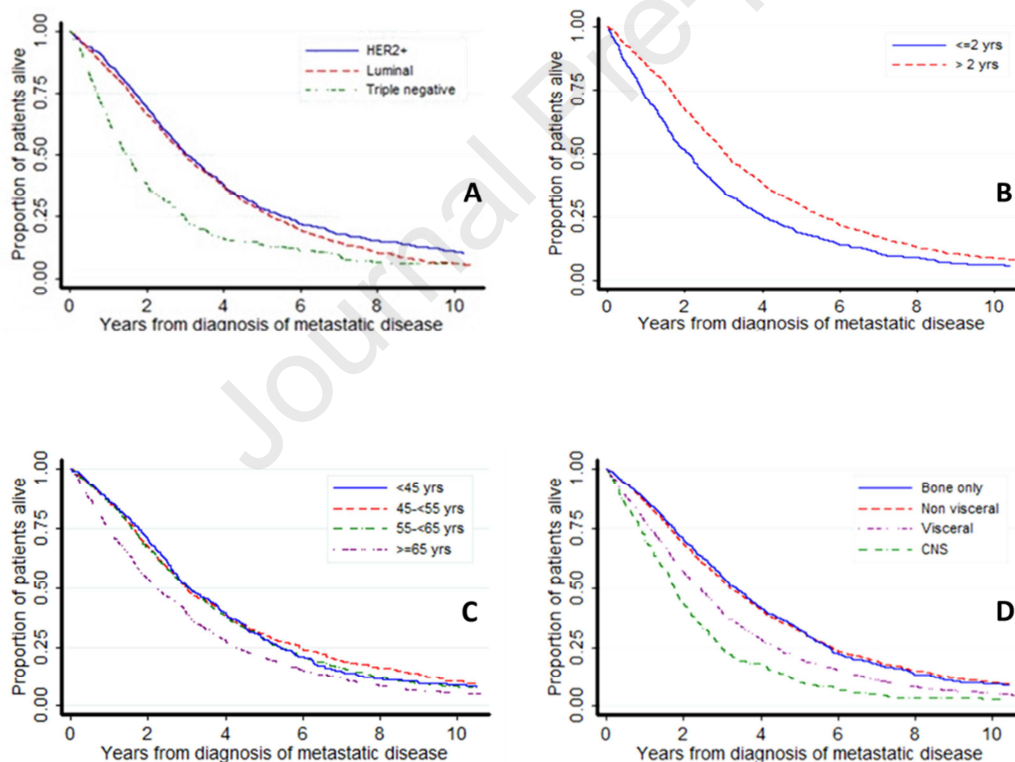 Journal Pre-
Proportion of patients alive
1.00
0.75
0.50
0.25
0.00
HER2+
Luminal
Triple negative
A
0 2 4 6 8 10
Years from diagnosis of metastatic disease
Proportion of patients alive
1.00
0.75
0.50
0.25
0.00
<=2 yrs
> 2 yrs
B
0 2 4 6 8 10
Years from diagnosis of metastatic disease
Proportion of patients alive
1.00
0.75
0.50
0.25
0.00
<45 yrs
45-<55 yrs
55-<65 yrs
>=65 yrs
C
0 2 4 6 8 10
Years from diagnosis of metastatic disease
Proportion of patients alive
1.00
0.75
0.50
0.25
0.00
Bone only
Non visceral
Visceral
CNS
D
0 2 4 6 8 10
Years from diagnosis of metastatic disease